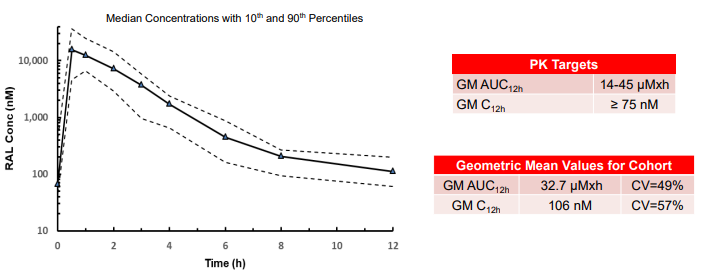 Median Concentrations with 10th and 90th Percentiles
RAL Conc (nM)
10,000
1,000
100
10
0 2 4 6 8 10 12
Time (h)
PK Targets
GM AUC12h 14-45 µMxh
GM C12h ≥ 75 nM
Geometric Mean Values for Cohort
GM AUC12h 32.7 µMxh CV=49%
GM C12h 106 nM CV=57%